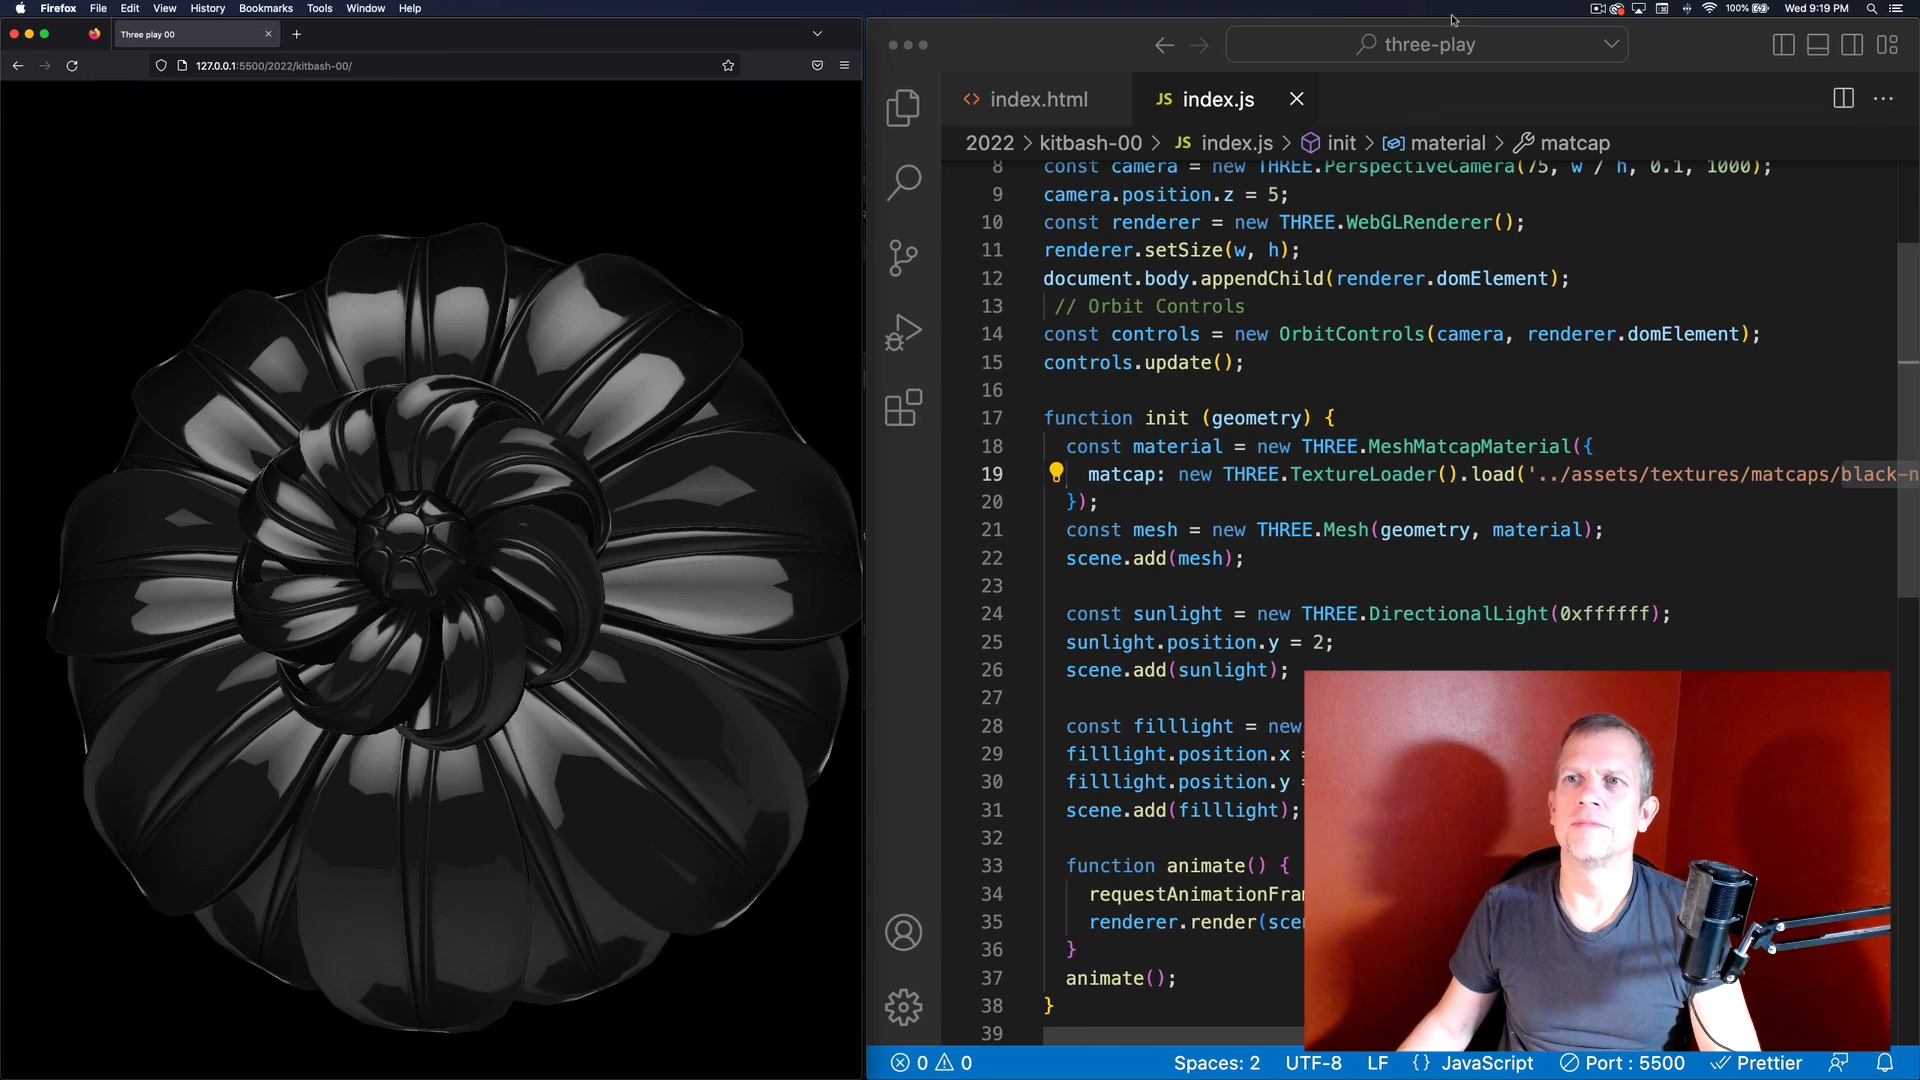 Firefox File Edit View History Bookmarks Tools Window Help
100% Wed 9:19 PM
Three play 00
127.0.0.1:5500/2022/kitbash-00/
three-play
index.html
JS index.js
2022 > kitbash-00 > JS index.js > init > material > matcap
8 const camera = new THREE.PerspectiveCamera(75, w / h, 0.1, 1000);
9 camera.position.z = 5;
10 const renderer = new THREE.WebGLRenderer();
11 renderer.setSize(w, h);
12 document.body.appendChild(renderer.domElement);
13 // Orbit Controls
14 const controls = new OrbitControls(camera, renderer.domElement);
15 controls.update();
16
17 function init (geometry) {
18 const material = new THREE.MeshMatcapMaterial({
19 matcap: new THREE.TextureLoader().load('../assets/textures/matcaps/black-n
20 });
21 const mesh = new THREE.Mesh(geometry, material);
22 scene.add(mesh);
23
24 const sunlight = new THREE.DirectionalLight(0xffffff);
25 sunlight.position.y = 2;
26 scene.add(sunlight);
27
28 const filllight = new
29 filllight.position.x =
30 filllight.position.y =
31 scene.add(filllight);
32
33 function animate() {
34 requestAnimationFra
35 renderer.render(sce
36 }
37 animate();
38 }
39
0 0
Spaces: 2 UTF-8 LF {} JavaScript Port : 5500 Prettier